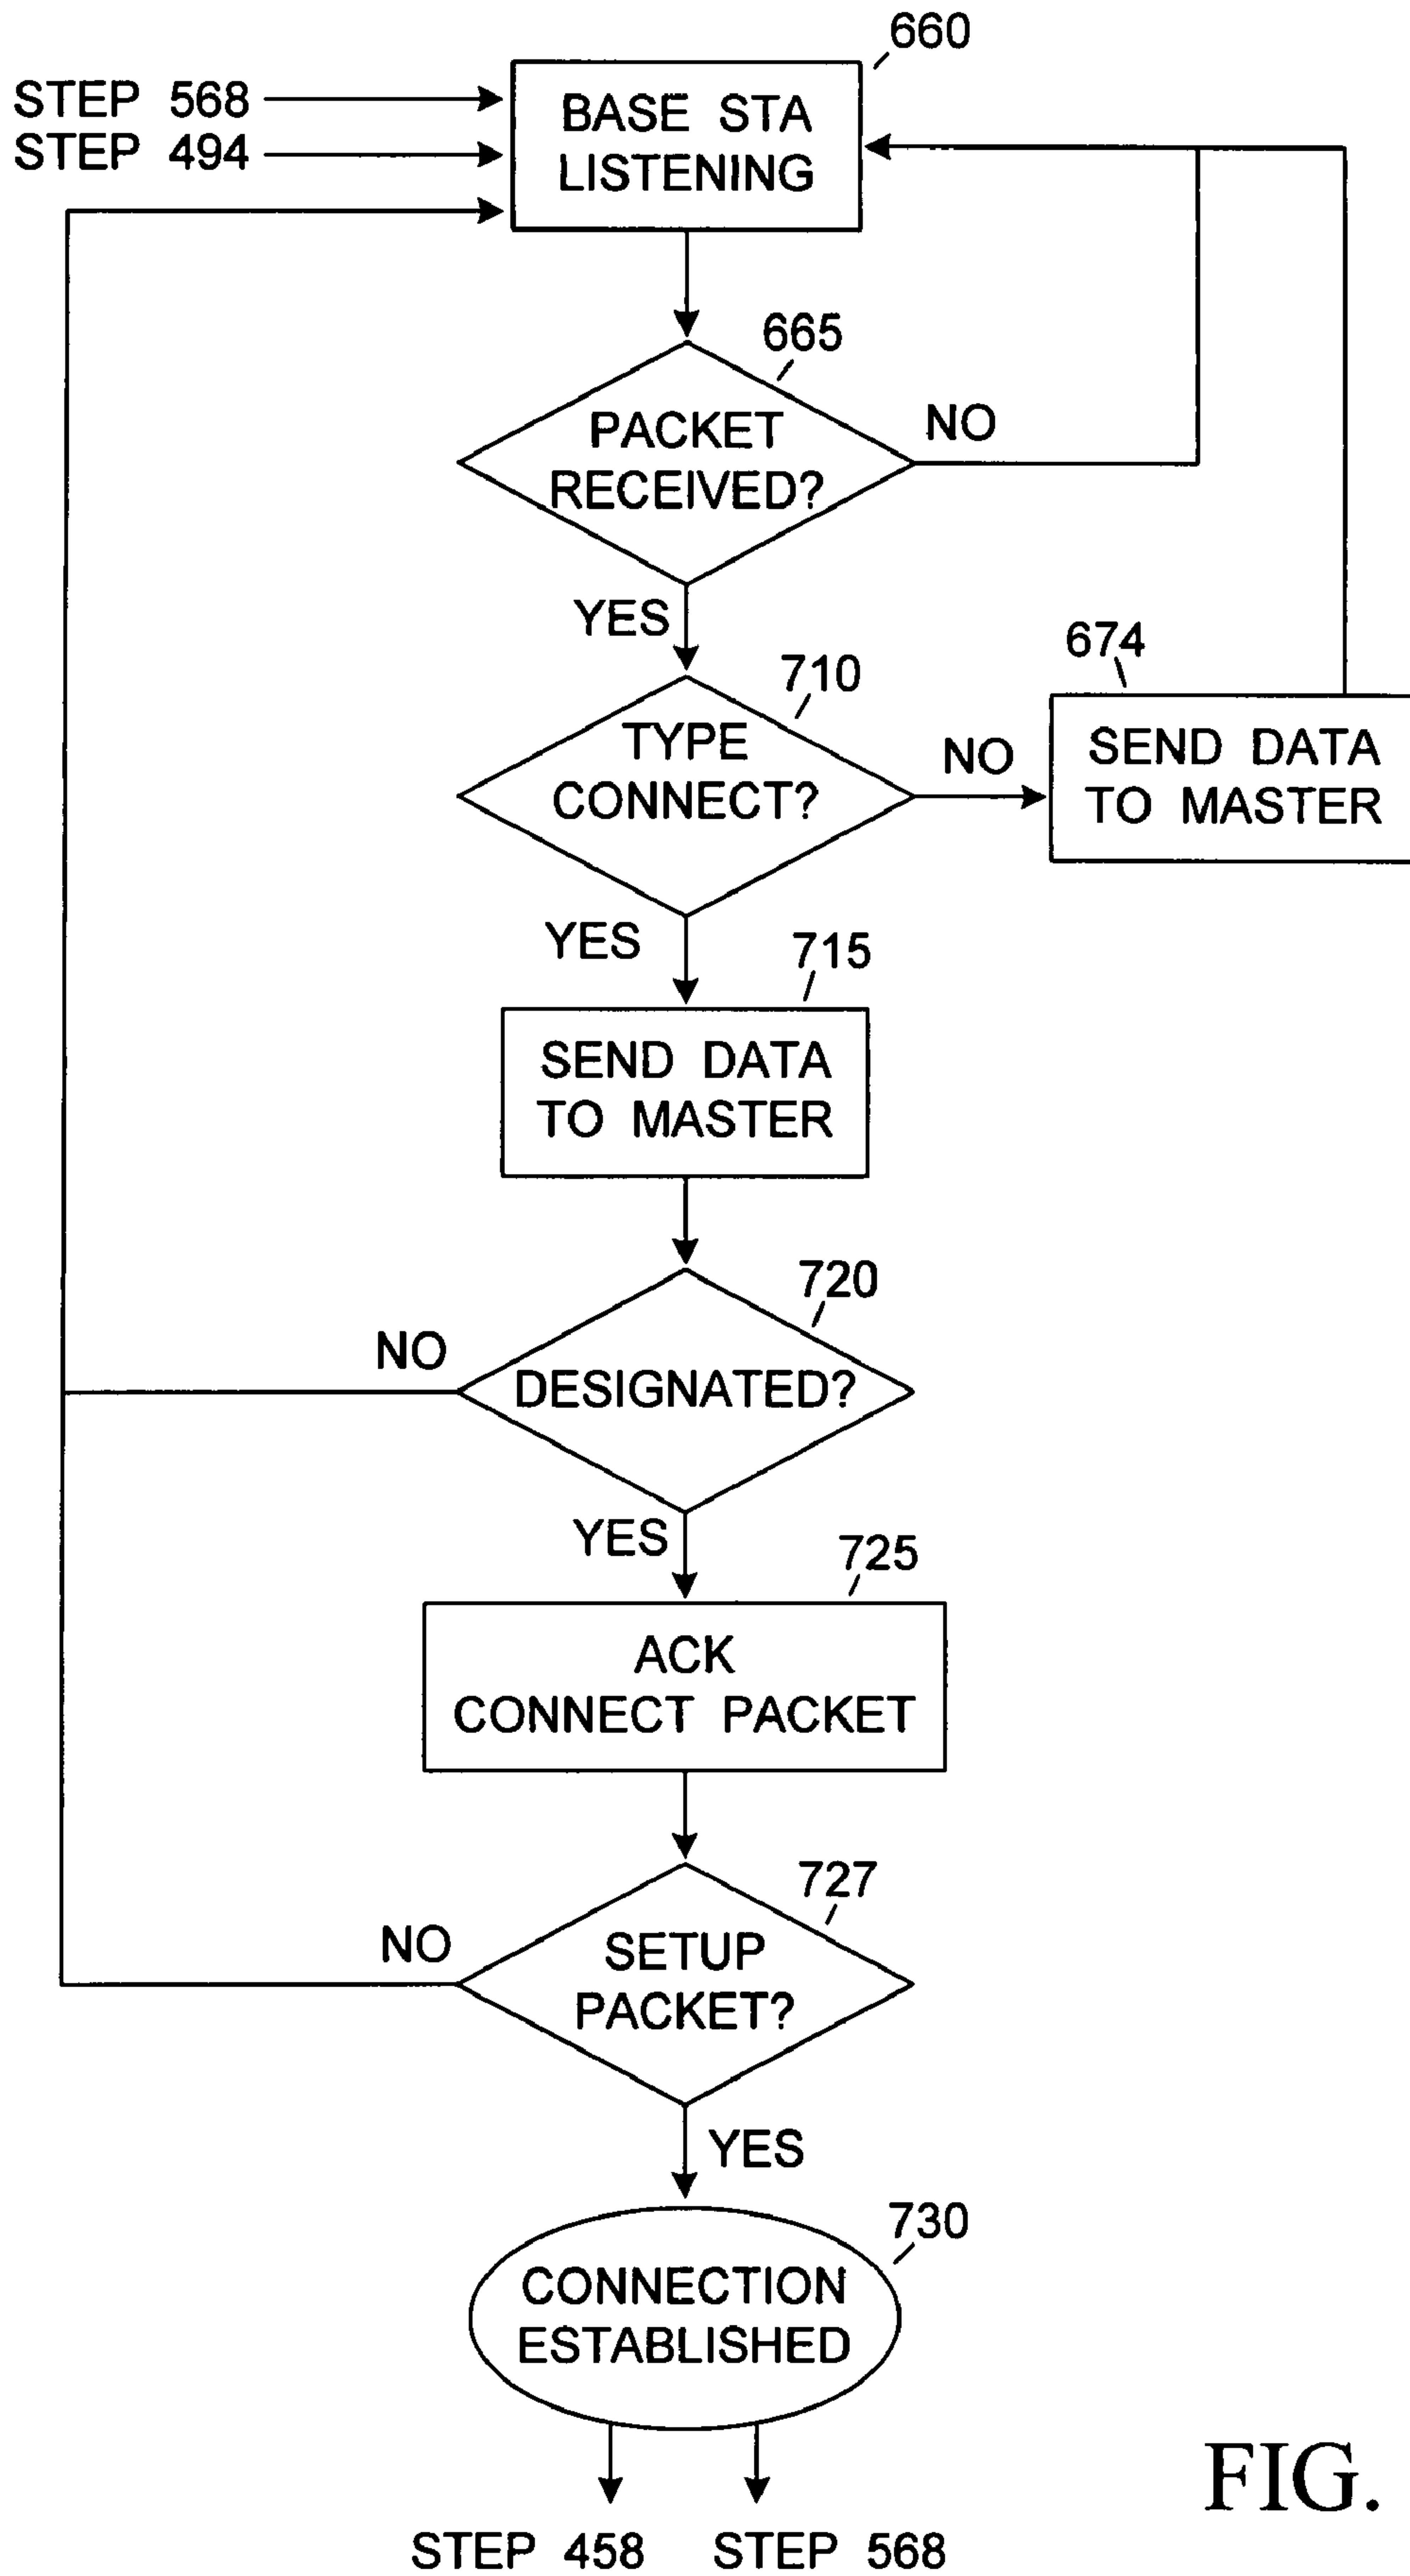 660
STEP 568
BASE STA
STEP 494
LISTENING
665
PACKET
RECEIVED?
NO
YES
710
674
TYPE
CONNECT?
NO
SEND DATA
TO MASTER
YES
715
SEND DATA
TO MASTER
720
NO
DESIGNATED?
YES
725
ACK
CONNECT PACKET
727
NO
SETUP
PACKET?
YES
730
CONNECTION
ESTABLISHED
FIG.
STEP 458
STEP 568